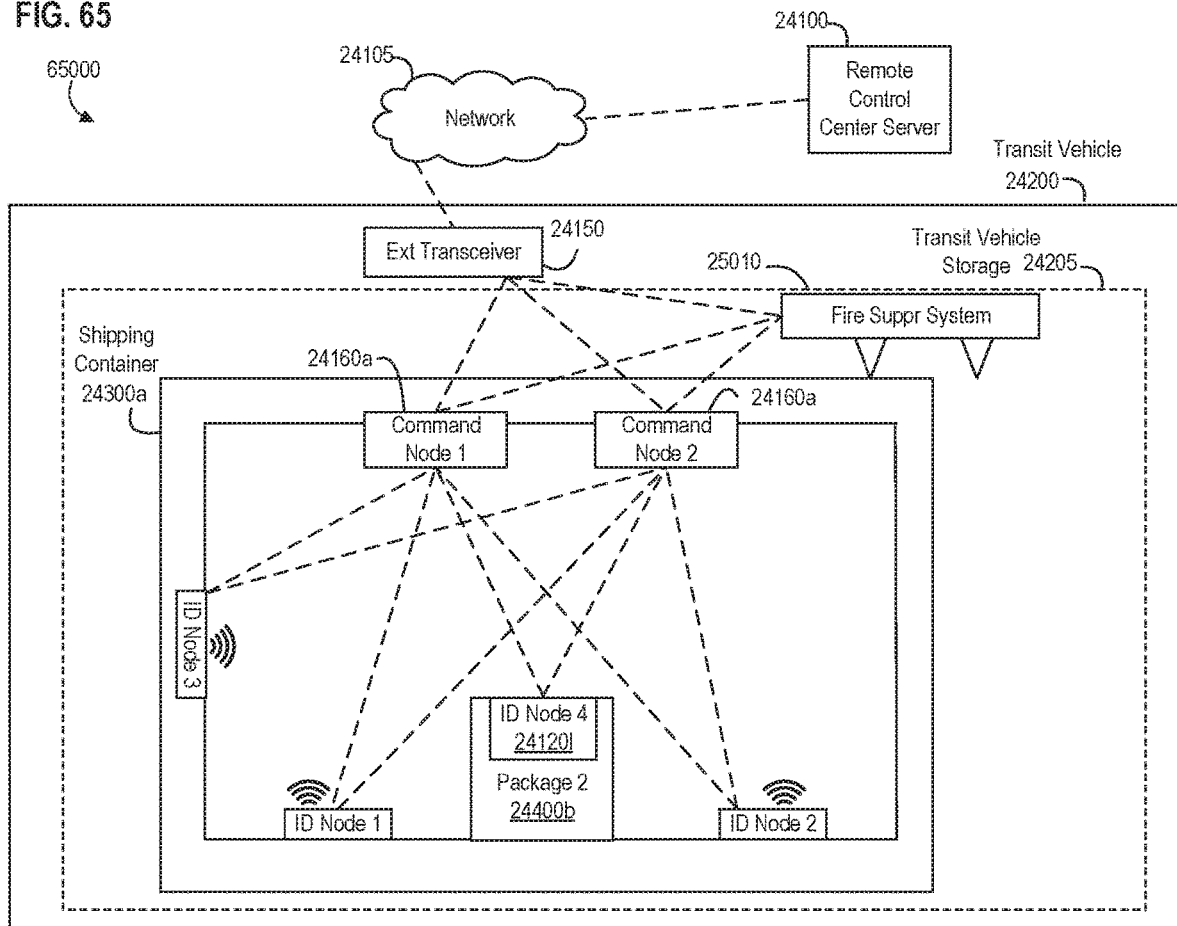 FIG. 65
65000
24105
Network
24100
Remote
Control
Center Server
Transit Vehicle
24200
Ext Transceiver
24150
Transit Vehicle
Storage 24205
25010
Fire Suppr System
Shipping
Container
24300a
24160a
24160a
Command
Node 1
Command
Node 2
ID Node 3
ID Node 4
24120l
Package 2
24400b
ID Node 1
ID Node 2